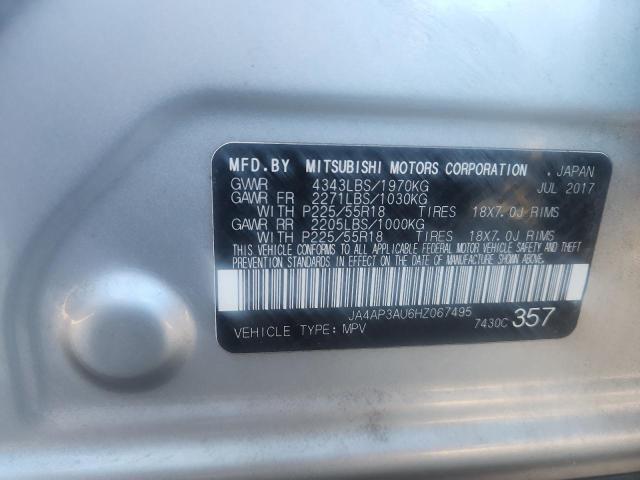 MFD. BY MITSUBISHI MOTORS CORPORATION , JAPAN
GVWR 4343LBS/1970KG JUL 2017
GAWR FR 2271LBS/1030KG
WITH P225/55R18 TIRES 18X7.0J RIMS
GAWR RR 2205LBS/1000KG
WITH P225/55R18 TIRES 18X7.0J RIMS
THIS VEHICLE CONFORMS TO ALL APPLICABLE FEDERAL MOTOR VEHICLE SAFETY AND THEFT
PREVENTION STANDARDS IN EFFECT ON THE DATE OF MANUFACTURE SHOWN ABOVE.
JA4AP3AU6HZ067495
VEHICLE TYPE: MPV 7430C 357